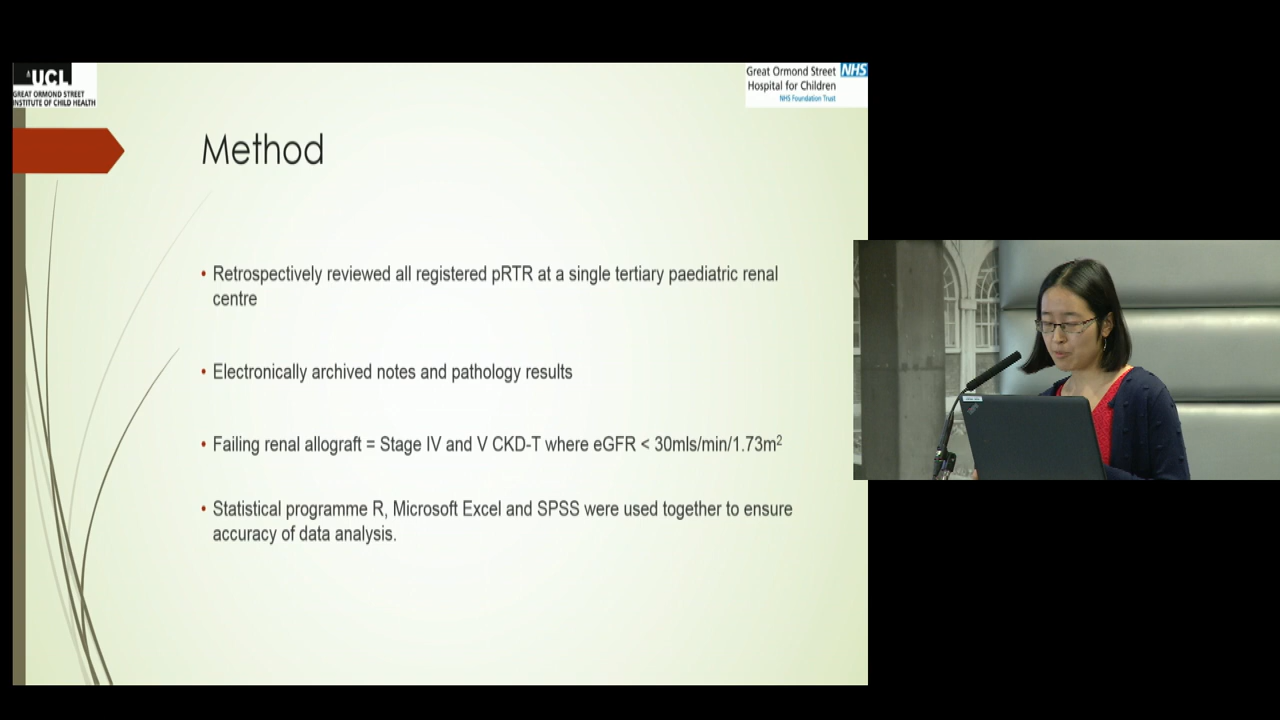 UCL
GREAT ORMOND STREET
INSTITUTE OF CHILD HEALTH
Great Ormond Street NHS
Hospital for Children
NHS Foundation Trust
Method
• Retrospectively reviewed all registered pRTR at a single tertiary paediatric renal
centre
• Electronically archived notes and pathology results
• Failing renal allograft = Stage IV and V CKD-T where eGFR < 30mls/min/1.73m²
• Statistical programme R, Microsoft Excel and SPSS were used together to ensure
accuracy of data analysis.